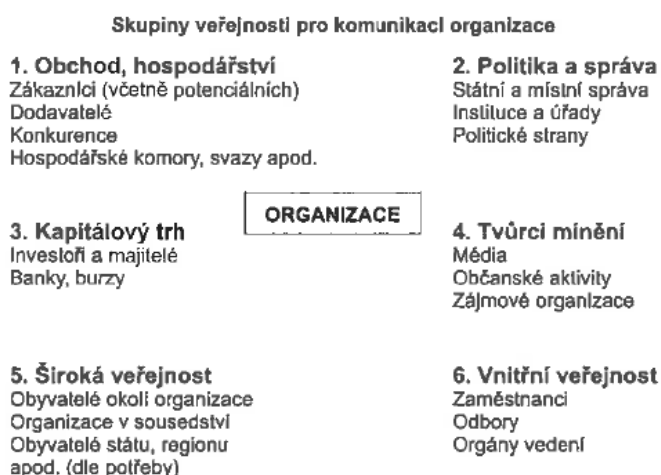 Skupiny veřejnosti pro komunikaci organizace
1. Obchod, hospodářství
Zákazníci (včetně potenciálních)
Dodavatelé
Konkurence
Hospodářské komory, svazy apod.
2. Politika a správa
Státní a místní správa
Instituce a úřady
Politické strany
ORGANIZACE
3. Kapitálový trh
Investoři a majitelé
Banky, burzy
4. Tvůrci mínění
Média
Občanské aktivity
Zájmové organizace
5. Široká veřejnost
Obyvatelé okolí organizace
Organizace v sousedství
Obyvatelé státu, regionu
apod. (dle potřeby)
6. Vnitřní veřejnost
Zaměstnanci
Odbory
Orgány vedení